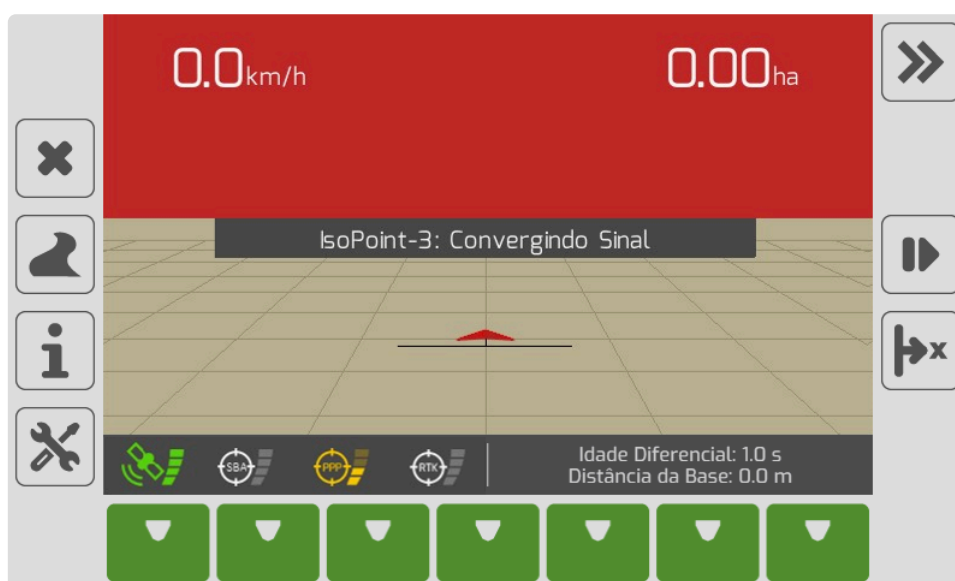 0.0km/h
0.00ha
IsoPoint-3: Convergindo Sinal
SBA
PPP
RTK
Idade Diferencial: 1.0 s
Distância da Base: 0.0 m
x